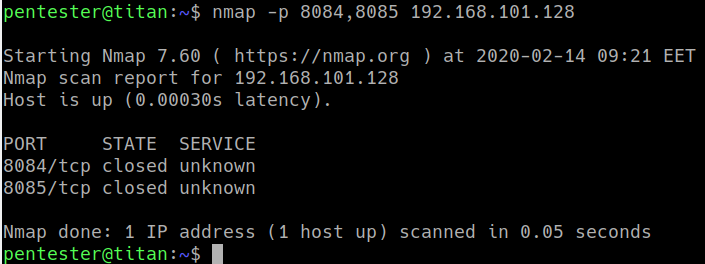 pentester@titan:~$ nmap -p 8084,8085 192.168.101.128
Starting Nmap 7.60 ( https://nmap.org ) at 2020-02-14 09:21 EET
Nmap scan report for 192.168.101.128
Host is up (0.00030s latency).
PORT     STATE  SERVICE
8084/tcp closed unknown
8085/tcp closed unknown
Nmap done: 1 IP address (1 host up) scanned in 0.05 seconds
pentester@titan:~$